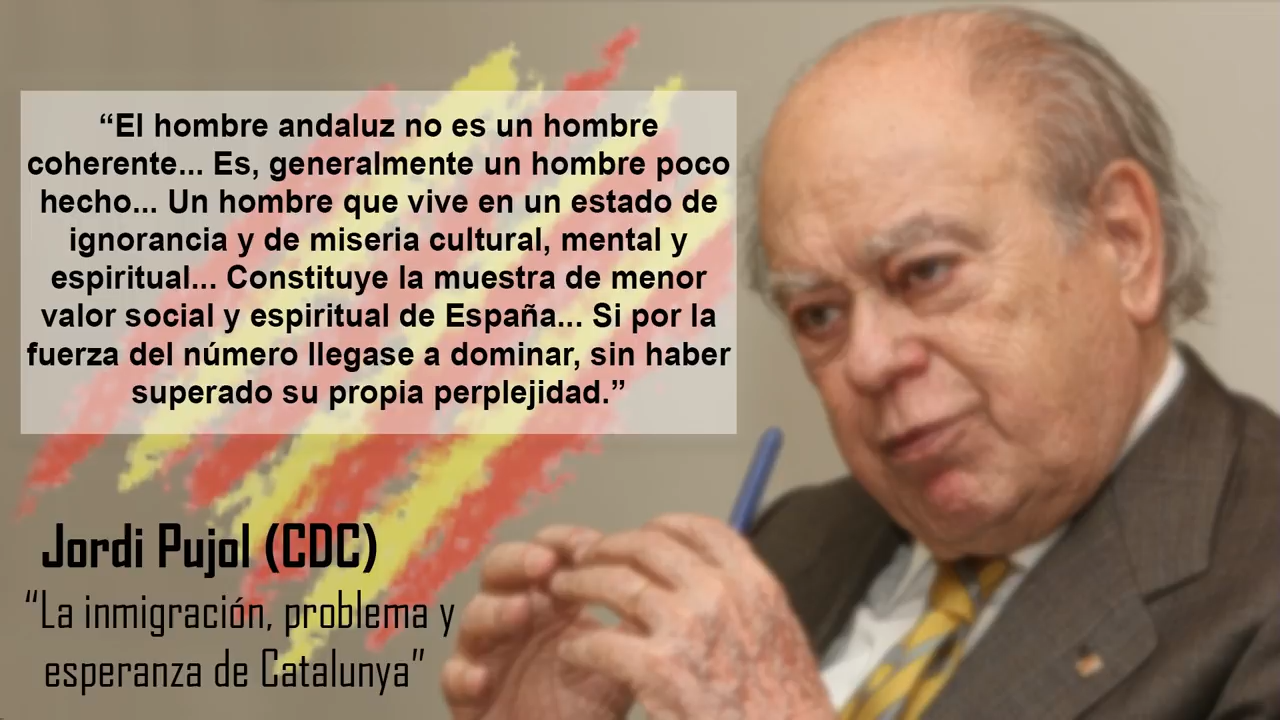 “El hombre andaluz no es un hombre
coherente... Es, generalmente un hombre poco
hecho... Un hombre que vive en un estado de
ignorancia y de miseria cultural, mental y
espiritual... Constituye la muestra de menor
valor social y espiritual de España... Si por la
fuerza del número llegase a dominar, sin haber
superado su propia perplejidad.”
Jordi Pujol (CDC)
“La inmigración, problema y
esperanza de Catalunya”